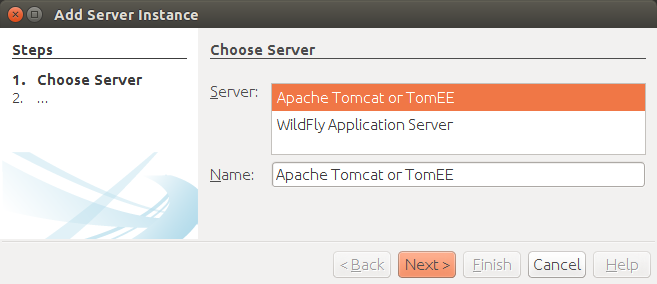 Add Server Instance
Steps
1. Choose Server
2. ...
Choose Server
Server:
Apache Tomcat or TomEE
WildFly Application Server
Name: Apache Tomcat or TomEE
< Back Next > Finish Cancel Help